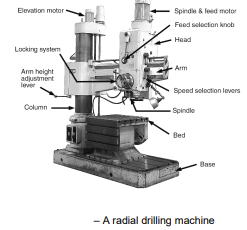 Elevation motor
Spindle & feed motor
Feed selection knob
Head
Locking system
Arm
Arm height
adjustment
lever
Speed selection levers
Column
Spindle
Bed
Base
– A radial drilling machine